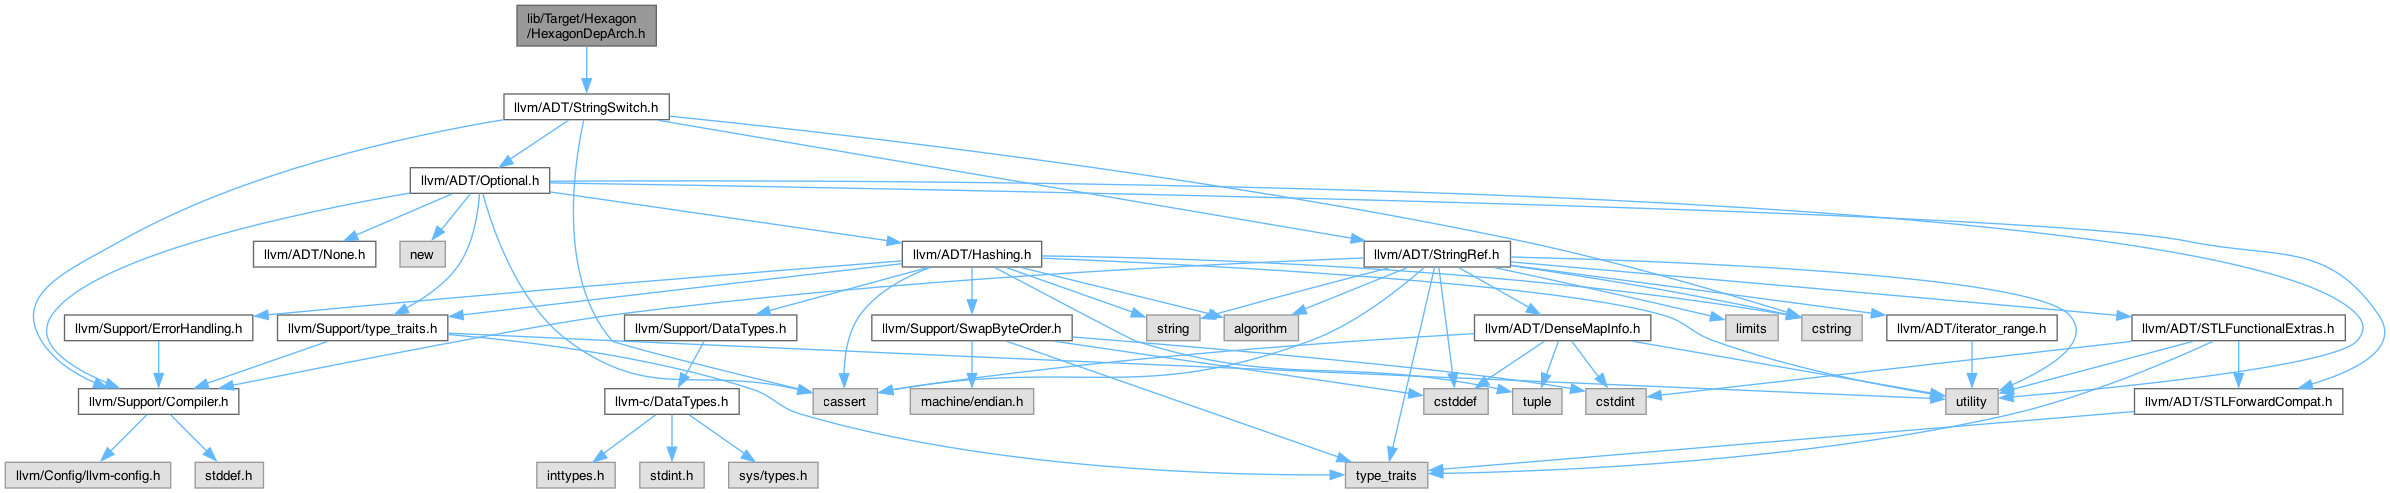 lib/Target/Hexagon
/HexagonDepArch.h
llvm/ADT/StringSwitch.h
llvm/ADT/Optional.h
llvm/ADT/None.h
new
llvm/ADT/Hashing.h
llvm/ADT/StringRef.h
llvm/Support/ErrorHandling.h
llvm/Support/type_traits.h
llvm/Support/DataTypes.h
llvm/Support/SwapByteOrder.h
string
algorithm
llvm/ADT/DenseMapInfo.h
limits
cstring
llvm/ADT/iterator_range.h
llvm/ADT/STLFunctionalExtras.h
llvm/Support/Compiler.h
llvm-c/DataTypes.h
cassert
machine/endian.h
cstddef
tuple
cstdint
utility
llvm/ADT/STLForwardCompat.h
llvm/Config/llvm-config.h
stddef.h
inttypes.h
stdint.h
sys/types.h
type_traits